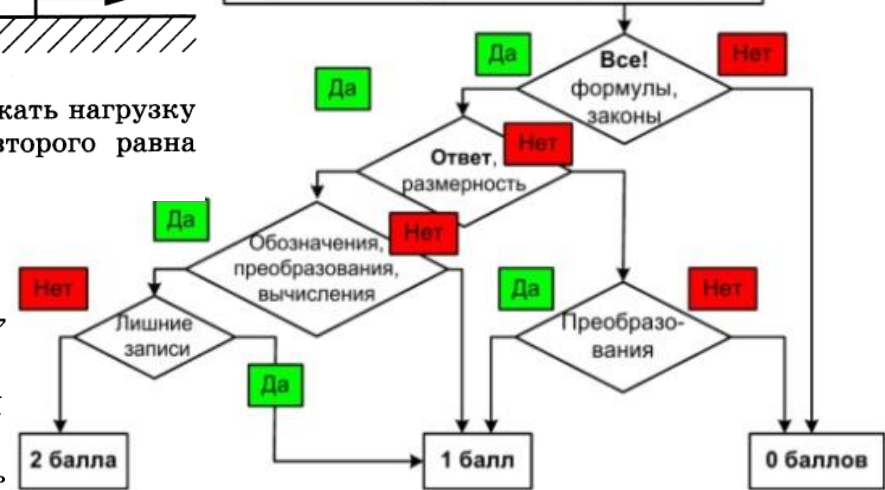 кать нагрузку
второго равна
Да
Все!
формулы,
законы
Нет
Да
Ответ,
размерность
Нет
Да
Обозначения,
преобразования,
вычисления
Нет
Нет
Лишние
записи
Да
Да
Преобразо-
вания
Нет
2 балла
1 балл
0 баллов